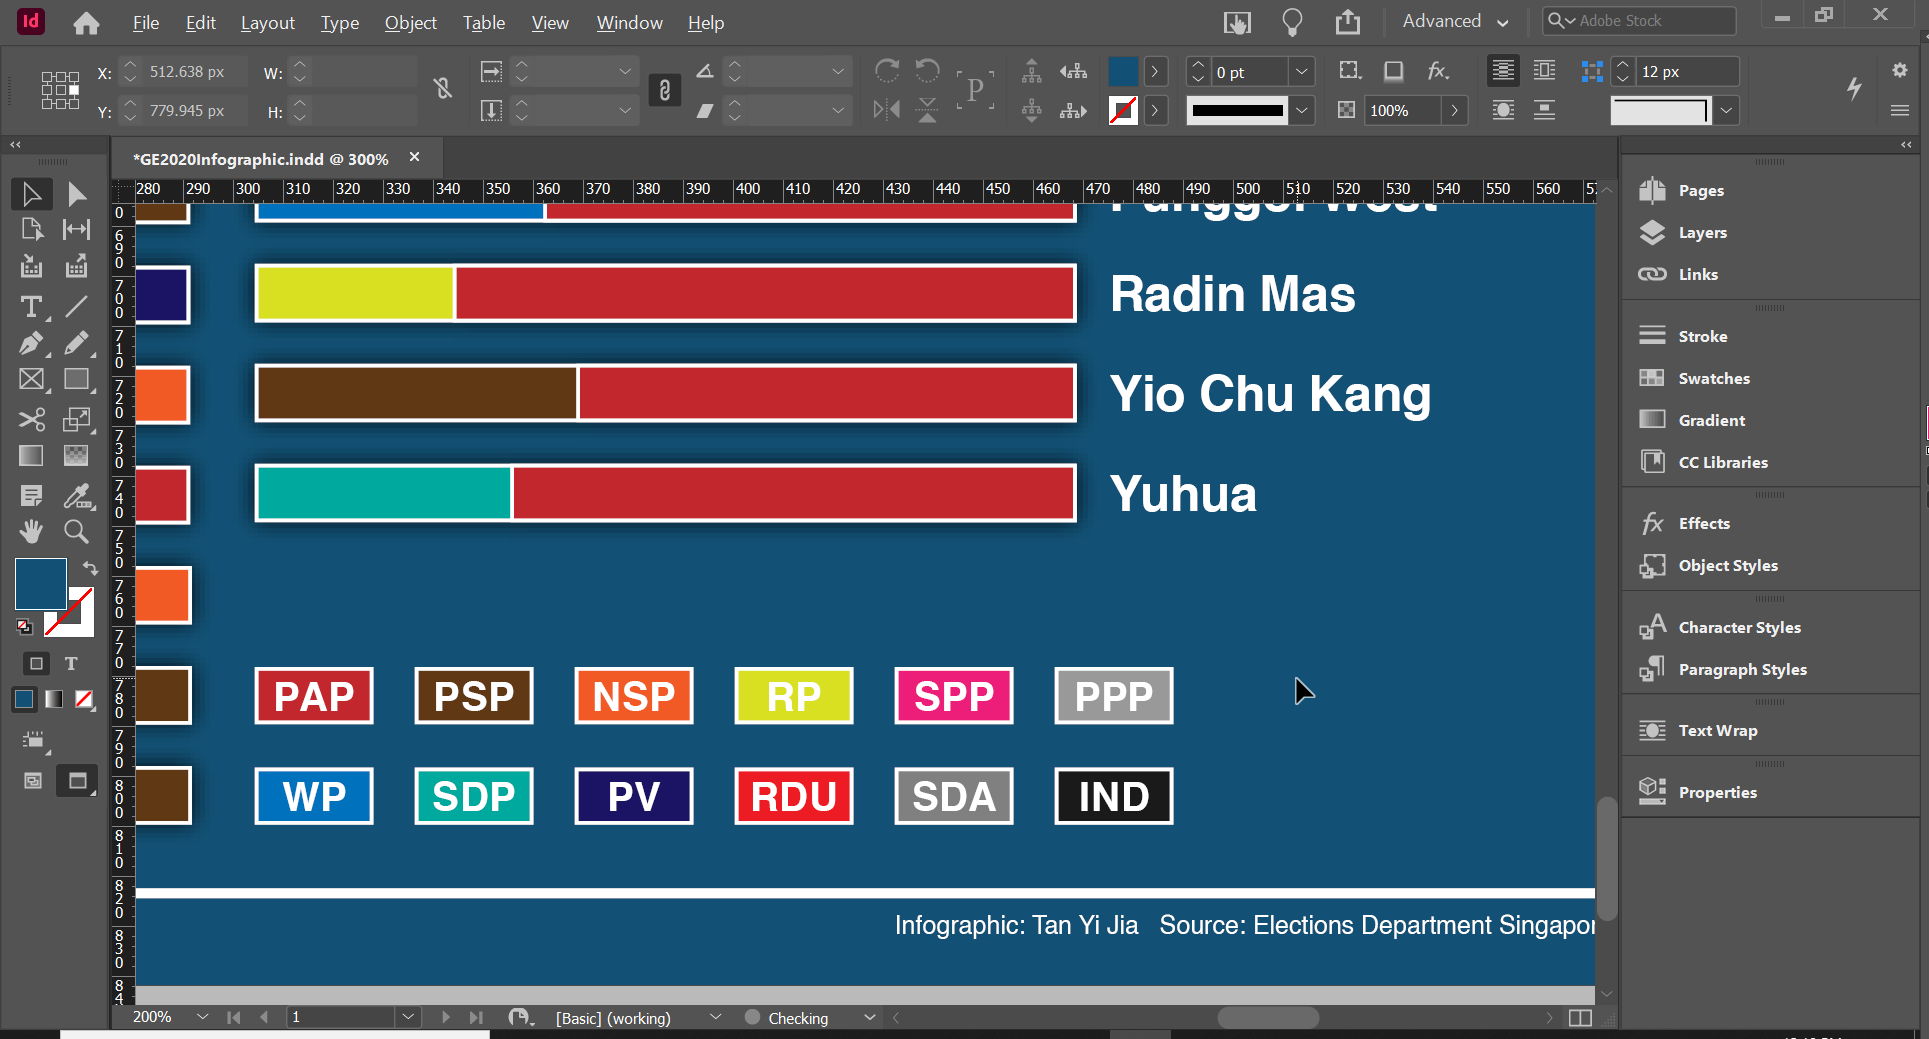 Id File Edit Layout Type Object Table View Window Help Advanced Adobe Stock
X: 512.638 px W: 0 pt 12 px
Y: 779.945 px H: 100%
*GE2020Infographic.indd @ 300%
280 290 300 310 320 330 340 350 360 370 380 390 400 410 420 430 440 450 460 470 480 490 500 510 520 530 540 550 560
Radin Mas
Yio Chu Kang
Yuhua
PAP PSP NSP RP SPP PPP
WP SDP PV RDU SDA IND
Infographic: Tan Yi Jia Source: Elections Department Singapor
690
700
710
720
730
740
750
760
770
780
790
800
810
820
830
84
Pages
Layers
Links
Stroke
Swatches
Gradient
CC Libraries
Effects
Object Styles
Character Styles
Paragraph Styles
Text Wrap
Properties
200% 1 [Basic] (working) Checking